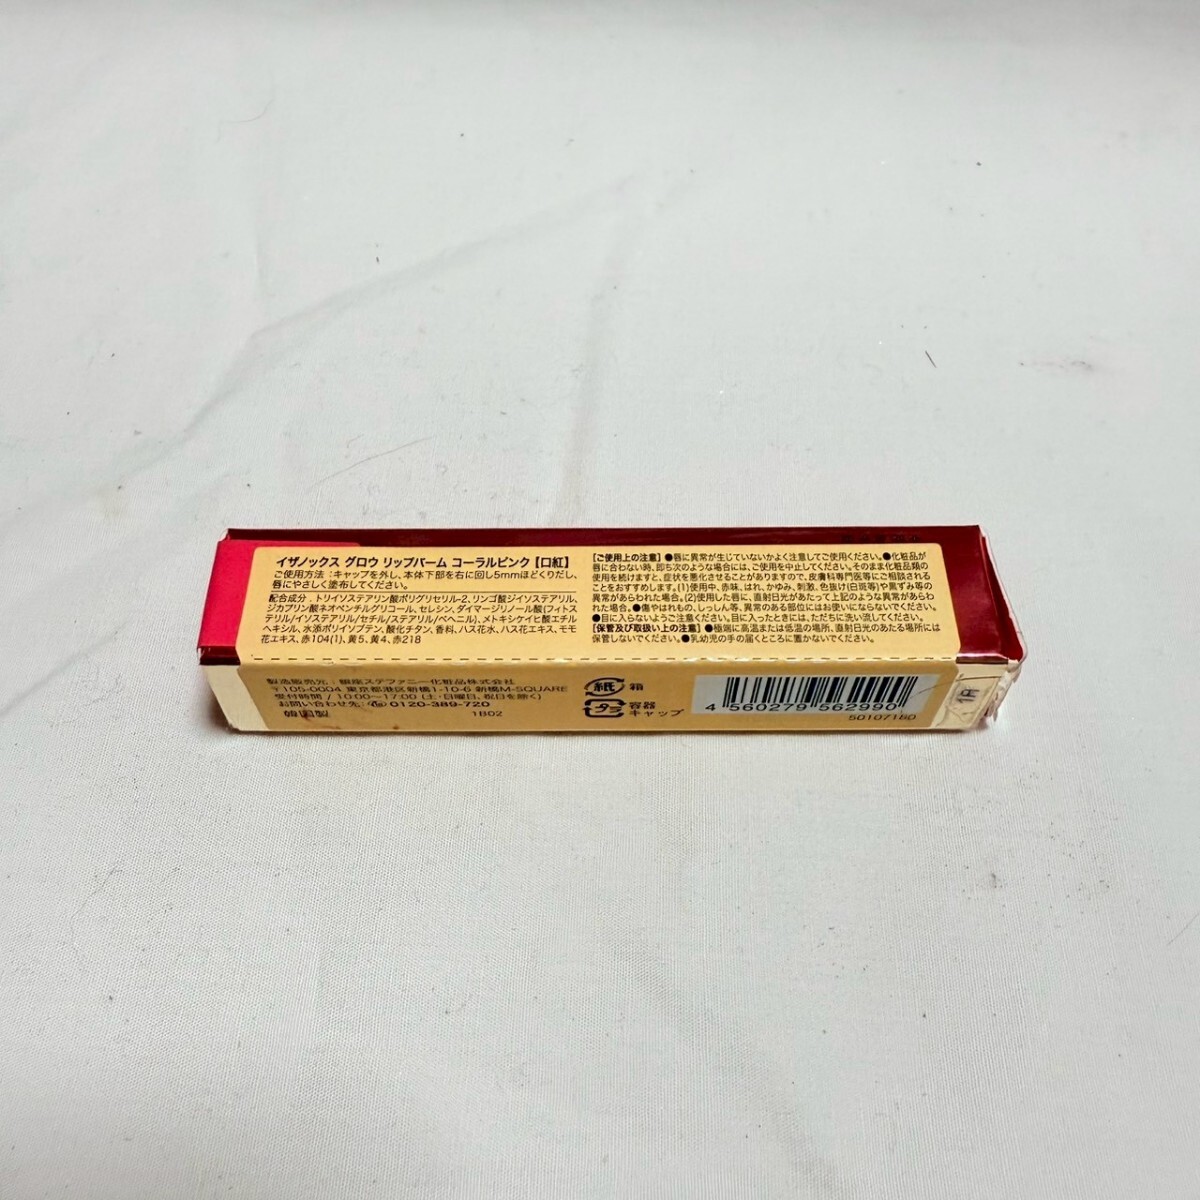 イザノックス グロウ リップバーム コーラルピンク【口紅】
ご使用方法：キャップを外し、本体下部を右に回し5mmほどくりだし、
唇にやさしく塗布してください。
配合成分：トリイソステアリン酸ポリグリセリル-2、リンゴ酸ジイソステアリル、
ジカプリン酸ネオペンチルグリコール、セレシン、ダイマージリノール酸(フィトス
テリル/イソステアリル/セチル/ステアリル/ベヘニル)、メトキシケイヒ酸エチル
ヘキシル、水添ポリイソブテン、酸化チタン、香料、ハス花水、ハス花エキス、モモ
花エキス、赤104(1)、黄5、黄4、赤218
【ご使用上の注意】●唇に異常が生じていないかよく注意してご使用ください。●化粧品が
唇に合わない時、即ち次のような場合には、ご使用を中止してください。そのまま化粧品類の
使用を続けますと、症状を悪化させることがありますので、皮膚科専門医等にご相談される
ことをおすすめします。(1)使用中、赤味、はれ、かゆみ、刺激、色抜け(白斑等)や黒ずみ等の
異常があらわれた場合。(2)使用した唇に、直射日光があたって上記のような異常があらわ
れた場合。●傷やはれもの、しっしん等、異常のある部位にはお使いにならないでください。
●目に入らないようご注意ください。目に入ったときには、ただちに洗い流してください。
【保管及び取扱い上の注意】●極端に高温または低温の場所、直射日光のあたる場所には
保管しないでください。●乳幼児の手の届くところに置かないでください。
製造販売元：銀座ステファニー化粧品株式会社
〒105-0004 東京都港区新橋1-10-6 新橋M-SQUARE
受付時間／10:00～17:00（土・日曜日、祝日を除く）
お問い合わせ先： 0120-389-720
韓国製
1B02
紙 箱
プラ 容器
キャップ
4 560279 562990
501071BD